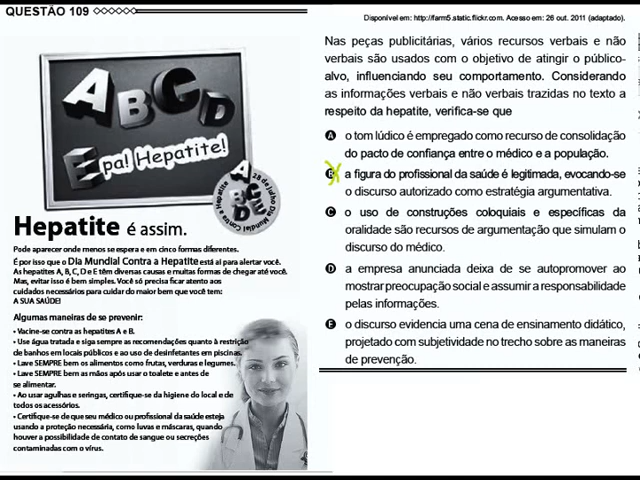 QUESTÃO 109
Disponível em: http://farm5.static.flickr.com. Acesso em: 26 out. 2011 (adaptado).
A B C D
Epa! Hepatite!
28 de julho Dia Mundial Contra a Hepatite
A
B C
D E
Hepatite é assim.
Pode aparecer onde menos se espera e em cinco formas diferentes.
É por isso que o Dia Mundial Contra a Hepatite está aí para alertar você.
As hepatites A, B, C, D e E têm diversas causas e muitas formas de chegar até você.
Mas, evitar isso é bem simples. Você só precisa ficar atento aos
cuidados necessários para cuidar do maior bem que você tem:
A SUA SAÚDE!
Algumas maneiras de se prevenir:
• Vacine-se contra as hepatites A e B.
• Use água tratada e siga sempre as recomendações quanto à restrição
de banhos em locais públicos e ao uso de desinfetantes em piscinas.
• Lave SEMPRE bem os alimentos como frutas, verduras e legumes.
• Lave SEMPRE bem as mãos após usar o toalete e antes de
se alimentar.
• Ao usar agulhas e seringas, certifique-se da higiene do local e de
todos os acessórios.
• Certifique-se de que seu médico ou profissional da saúde esteja
usando a proteção necessária, como luvas e máscaras, quando
houver a possibilidade de contato de sangue ou secreções
contaminadas com o vírus.
Nas peças publicitárias, vários recursos verbais e não
verbais são usados com o objetivo de atingir o público-
alvo, influenciando seu comportamento. Considerando
as informações verbais e não verbais trazidas no texto a
respeito da hepatite, verifica-se que
A o tom lúdico é empregado como recurso de consolidação
do pacto de confiança entre o médico e a população.
B a figura do profissional da saúde é legitimada, evocando-se
o discurso autorizado como estratégia argumentativa.
C o uso de construções coloquiais e específicas da
oralidade são recursos de argumentação que simulam o
discurso do médico.
D a empresa anunciada deixa de se autopromover ao
mostrar preocupação social e assumir a responsabilidade
pelas informações.
E o discurso evidencia uma cena de ensinamento didático,
projetado com subjetividade no trecho sobre as maneiras
de prevenção.